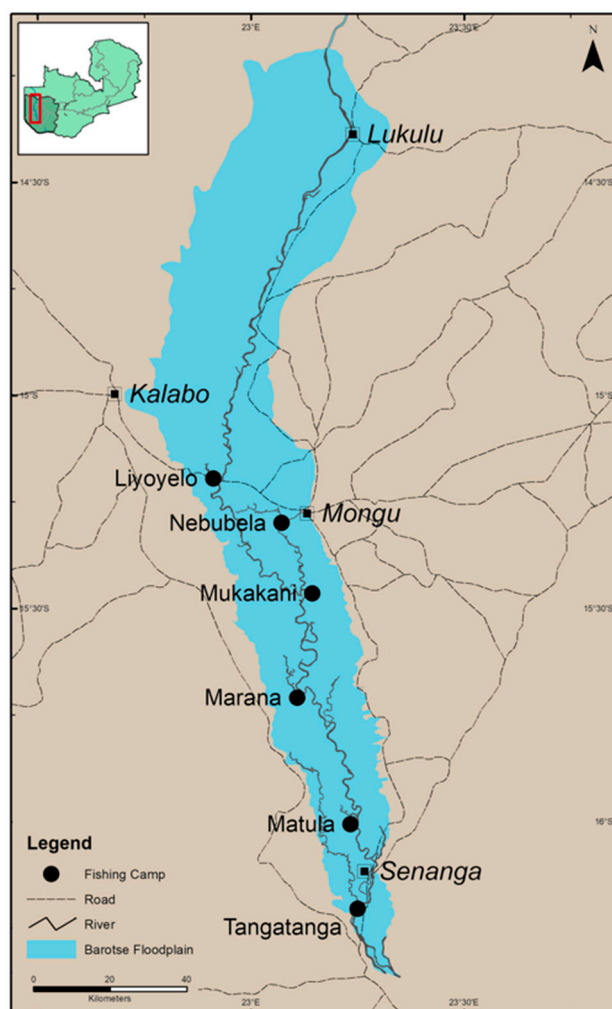 23°E
23°30'E
N
Lukulu
14°30'S
14°30'S
15°S
15°S
Kalabo
Liyoyelo
Mongu
Nebubela
Mukakani
15°30'S
15°30'S
Marana
Matula
16°S
16°S
Senanga
Tangatanga
Legend
Fishing Camp
Road
River
Barotse Floodplain
0 20 40
Kilometers
23°E
23°30'E